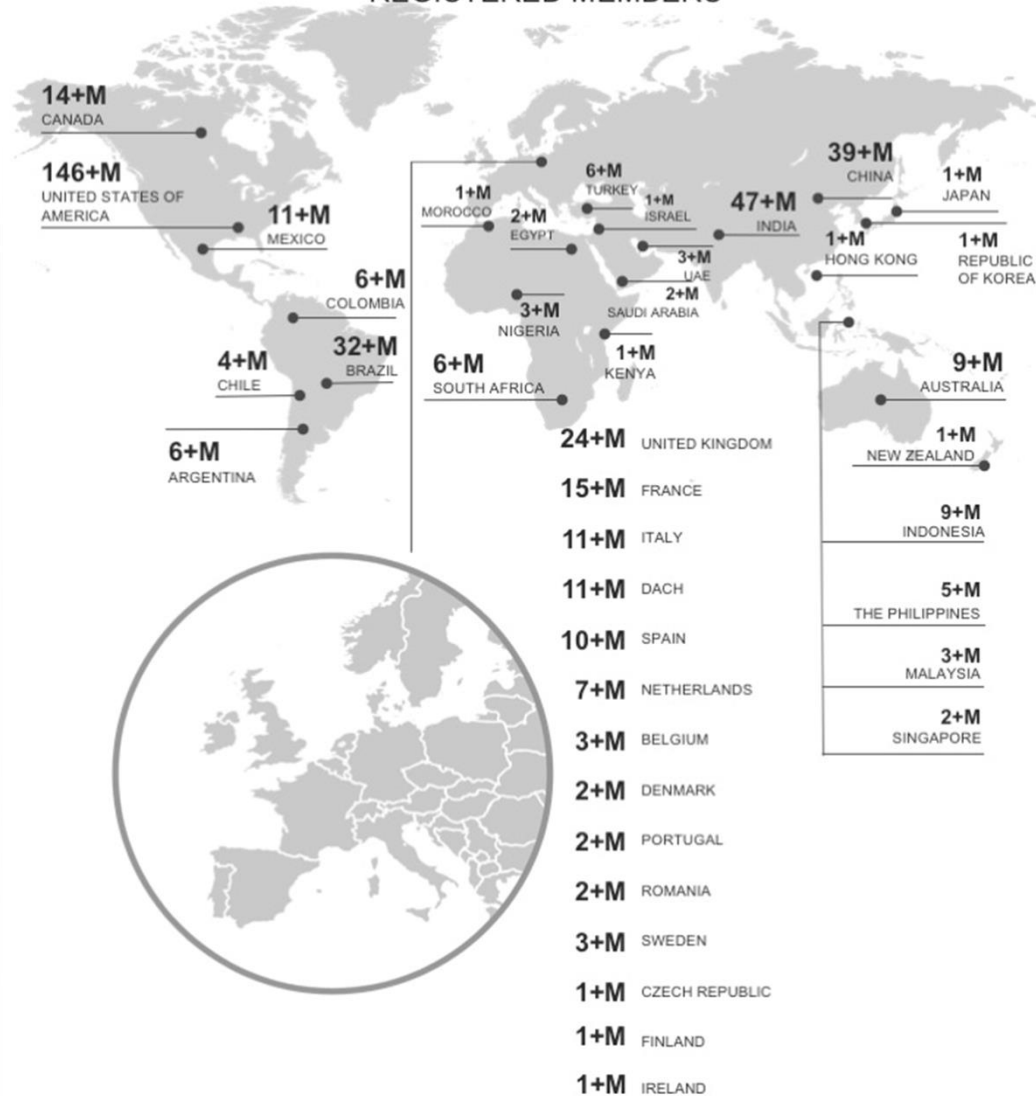 REGISTERED MEMBERS
14+M
CANADA
146+M
UNITED STATES OF
AMERICA
11+M
MEXICO
6+M
COLOMBIA
4+M
CHILE
32+M
BRAZIL
6+M
ARGENTINA
1+M
MOROCCO
2+M
EGYPT
6+M
TURKEY
1+M
ISRAEL
3+M
UAE
2+M
SAUDI ARABIA
3+M
NIGERIA
1+M
KENYA
6+M
SOUTH AFRICA
47+M
INDIA
39+M
CHINA
1+M
JAPAN
1+M
HONG KONG
1+M
REPUBLIC
OF KOREA
9+M
AUSTRALIA
1+M
NEW ZEALAND
9+M
INDONESIA
5+M
THE PHILIPPINES
3+M
MALAYSIA
2+M
SINGAPORE
24+M UNITED KINGDOM
15+M FRANCE
11+M ITALY
11+M DACH
10+M SPAIN
7+M NETHERLANDS
3+M BELGIUM
2+M DENMARK
2+M PORTUGAL
2+M ROMANIA
3+M SWEDEN
1+M CZECH REPUBLIC
1+M FINLAND
1+M IRELAND